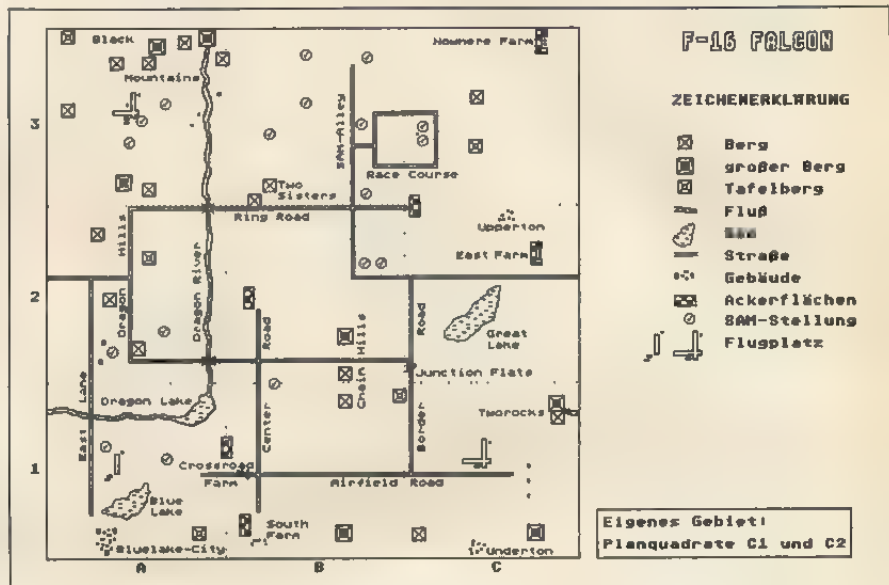 F-16 FALCON
Black
Mountains
Nowhere Farm
3
SAM-Alley
Race Course
Two
Sisters
Ring Road
Upperton
East Farm
Hills
Dragon
Dragon River
2
Road
Hills
Chain
Great
Lake
Road
Border
Junction Flats
Dragon Lake
East Lane
Center
Tworocks
1
Crossroad
Farm
Airfield Road
Blue
Lake
South
Farm
Bluelake-City
Underton
A
B
C
ZEICHENERKLÄRUNG
Berg
großer Berg
Tafelberg
Fluß
Straße
Gebäude
Ackerflächen
SAM-Stellung
Flugplatz
Eigenes Gebiet:
Planquadrate C1 und C2